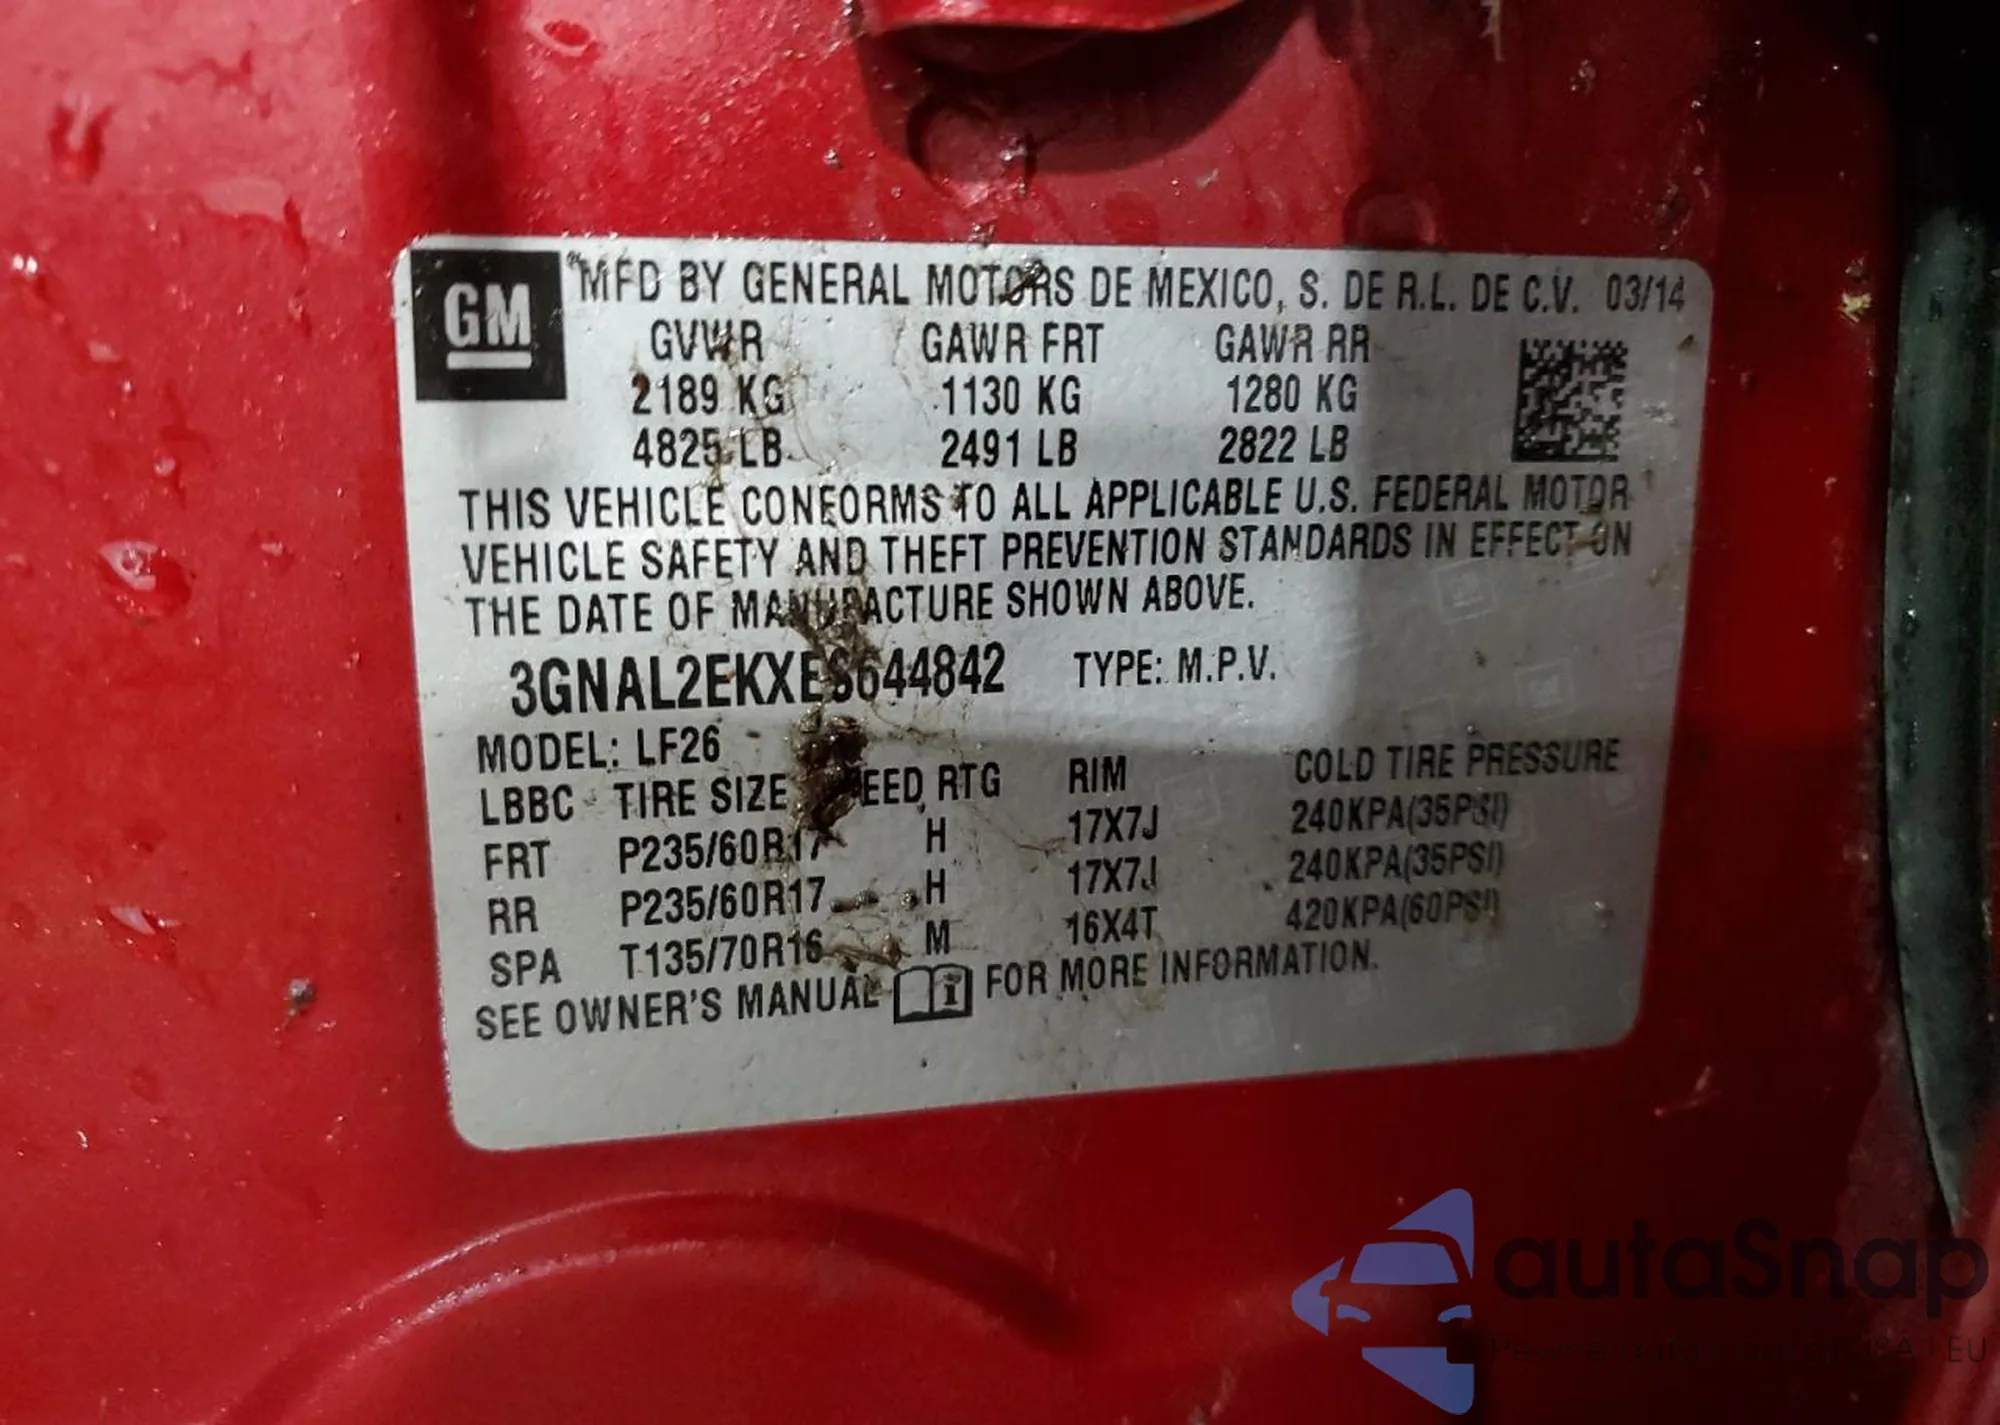 GM
MFD BY GENERAL MOTORS DE MEXICO, S. DE R.L. DE C.V. 03/14
GVWR GAWR FRT GAWR RR
2189 KG 1130 KG 1280 KG
4825 LB 2491 LB 2822 LB
THIS VEHICLE CONFORMS TO ALL APPLICABLE U.S. FEDERAL MOTOR
VEHICLE SAFETY AND THEFT PREVENTION STANDARDS IN EFFECT ON
THE DATE OF MANUFACTURE SHOWN ABOVE.
3GNAL2EKXES644842 TYPE: M.P.V.
MODEL: LF26
LBBC TIRE SIZE SPEED RTG RIM COLD TIRE PRESSURE
FRT P235/60R17 H 17X7J 240KPA(35PSI)
RR P235/60R17 H 17X7J 240KPA(35PSI)
SPA T135/70R16 M 16X4T 420KPA(60PSI)
SEE OWNER'S MANUAL FOR MORE INFORMATION.
autaSnap
USA i EU